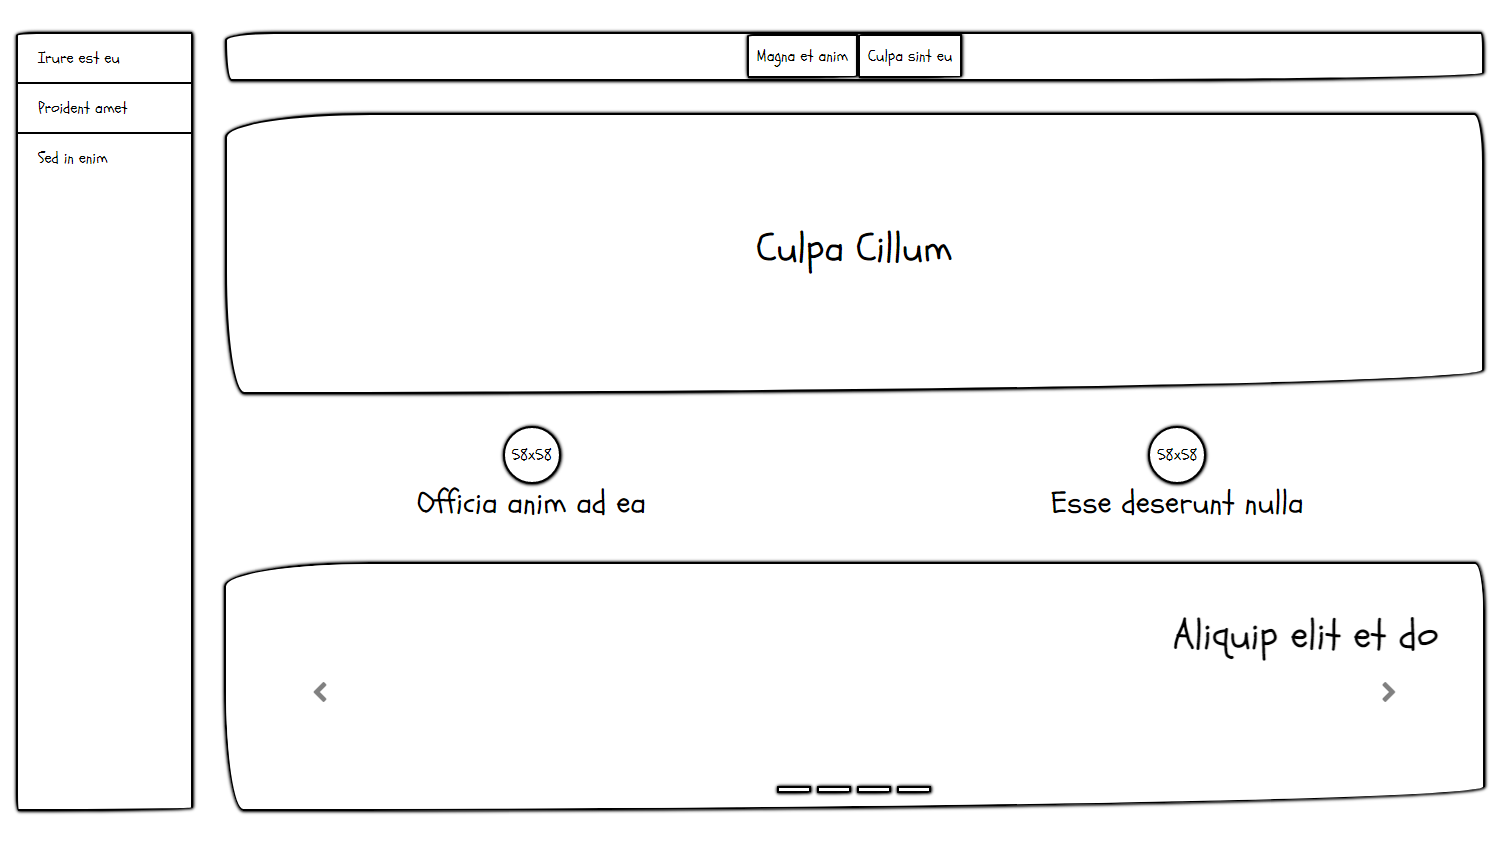 Irure est eu
Proident amet
Sed in enim
Magna et anim
Culpa sint eu
Culpa Cillum
58x58
Officia anim ad ea
58x58
Esse deserunt nulla
Aliquip elit et do